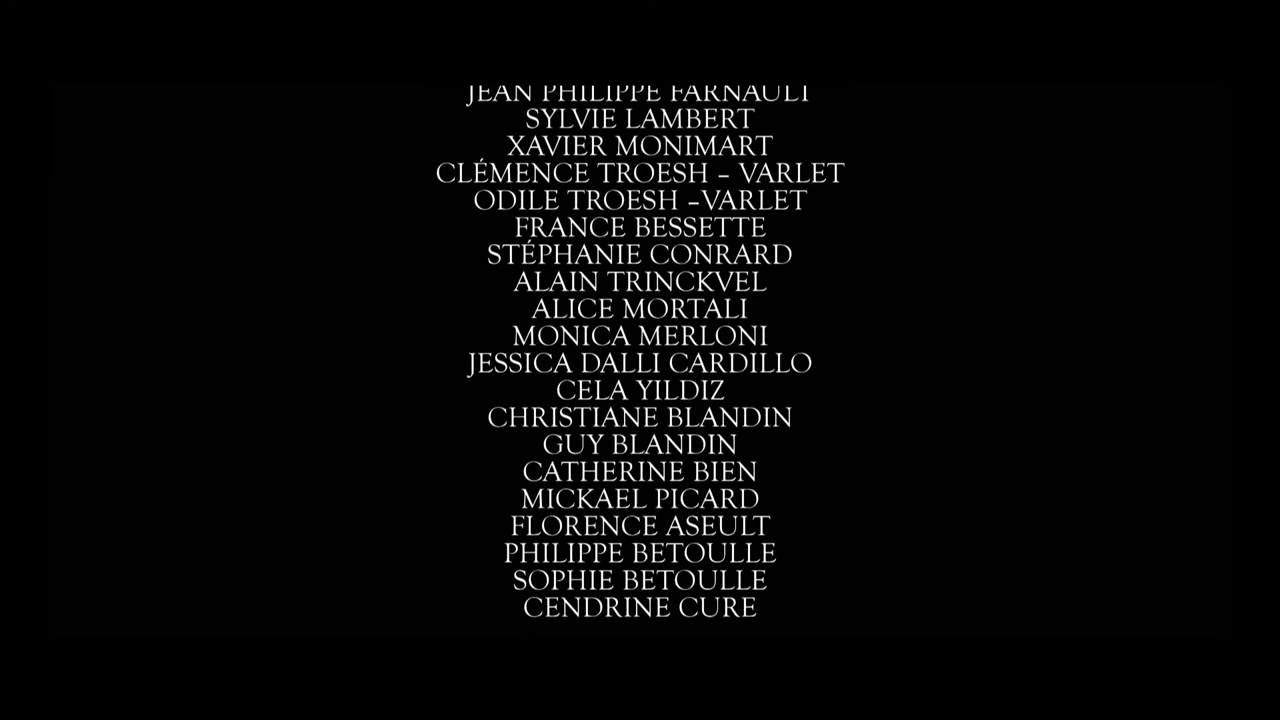 JEAN PHILIPPE FARNAULT
SYLVIE LAMBERT
XAVIER MONIMART
CLÉMENCE TROESH – VARLET
ODILE TROESH –VARLET
FRANCE BESSETTE
STÉPHANIE CONRARD
ALAIN TRINCKVEL
ALICE MORTALI
MONICA MERLONI
JESSICA DALLI CARDILLO
CELA YILDIZ
CHRISTIANE BLANDIN
GUY BLANDIN
CATHERINE BIEN
MICKAEL PICARD
FLORENCE ASEULT
PHILIPPE BETOULLE
SOPHIE BETOULLE
CENDRINE CURE